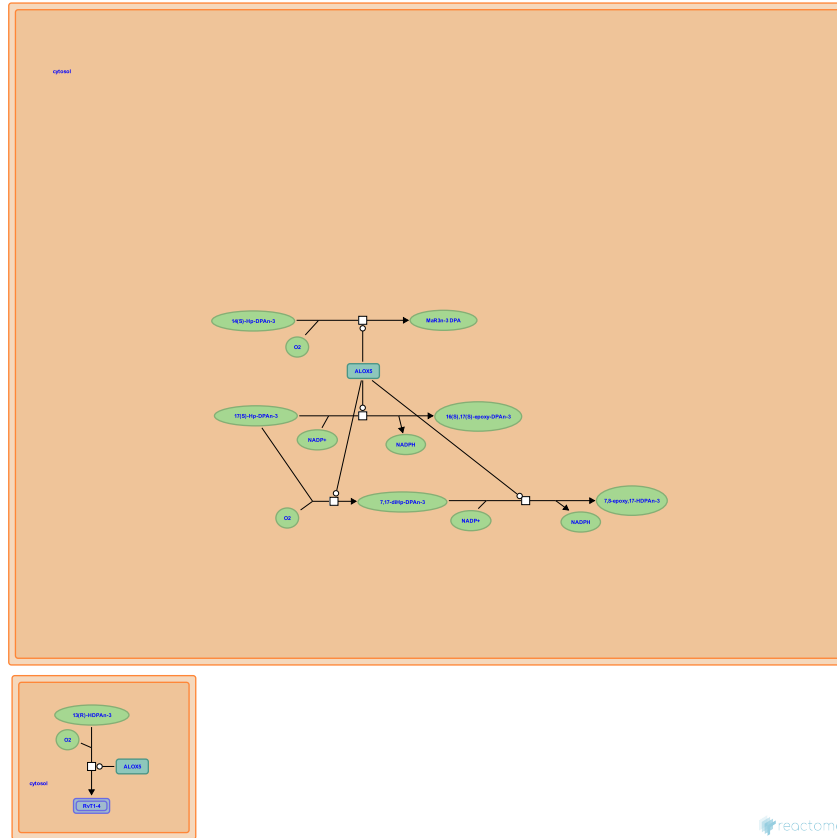 cytosol
14(S)-Hp-DPAn-3
MaR3n-3 DPA
O2
ALOX5
17(S)-Hp-DPAn-3
16(S),17(S)-epoxy-DPAn-3
NADP+
NADPH
7,17-diHp-DPAn-3
7,8-epoxy,17-HDPAn-3
O2
NADP+
NADPH
13(R)-HDPAn-3
O2
ALOX5
cytosol
RvT1-4
reactome